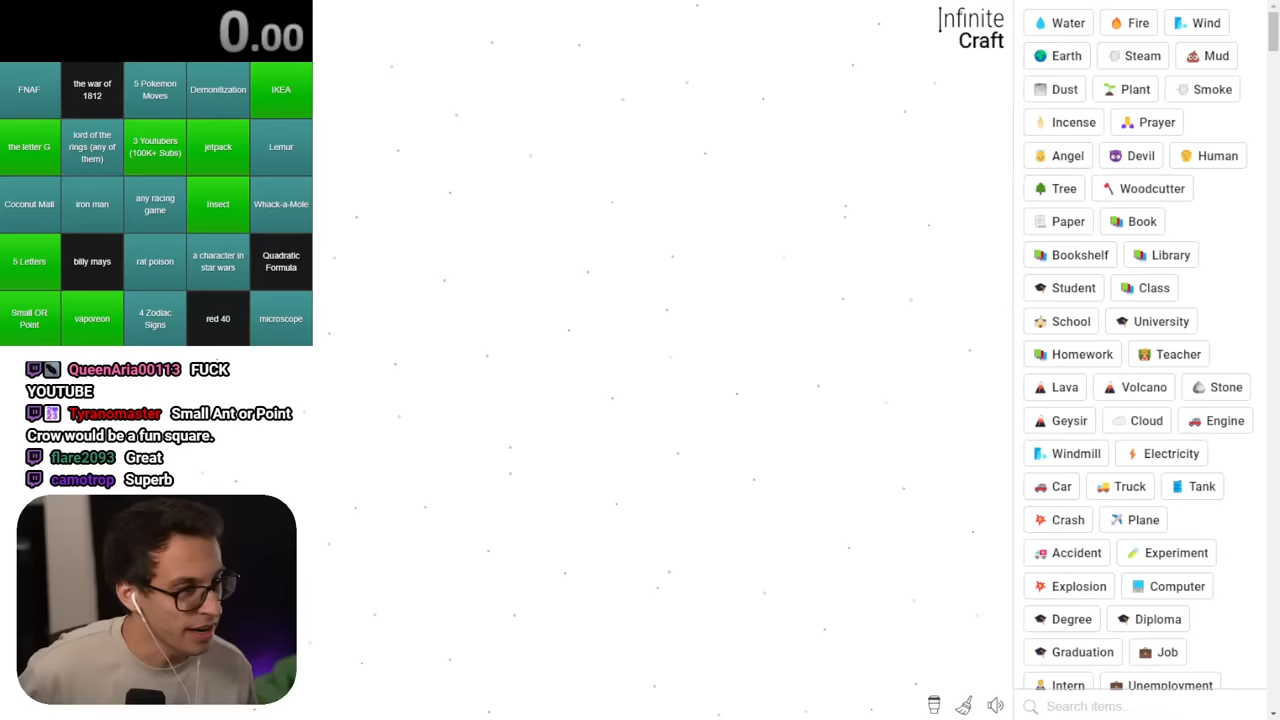 0.00
FNAF
the war of
1812
5 Pokemon
Moves
Demonitization
IKEA
the letter G
lord of the
rings (any of
them)
3 Youtubers
(100K+ Subs)
jetpack
Lemur
Coconut Mall
iron man
any racing
game
Insect
Whack-a-Mole
5 Letters
billy mays
rat poison
a character in
star wars
Quadratic
Formula
Small OR
Point
vaporeon
4 Zodiac
Signs
red 40
microscope
QueenAria00113 FUCK
YOUTUBE
Tyranomaster Small Ant or Point
Crow would be a fun square.
flare2093 Great
camotrop Superb
Infinite
Craft
Water Fire Wind
Earth Steam Mud
Dust Plant Smoke
Incense Prayer
Angel Devil Human
Tree Woodcutter
Paper Book
Bookshelf Library
Student Class
School University
Homework Teacher
Lava Volcano Stone
Geysir Cloud Engine
Windmill Electricity
Car Truck Tank
Crash Plane
Accident Experiment
Explosion Computer
Degree Diploma
Graduation Job
Intern Unemployment
Search items...